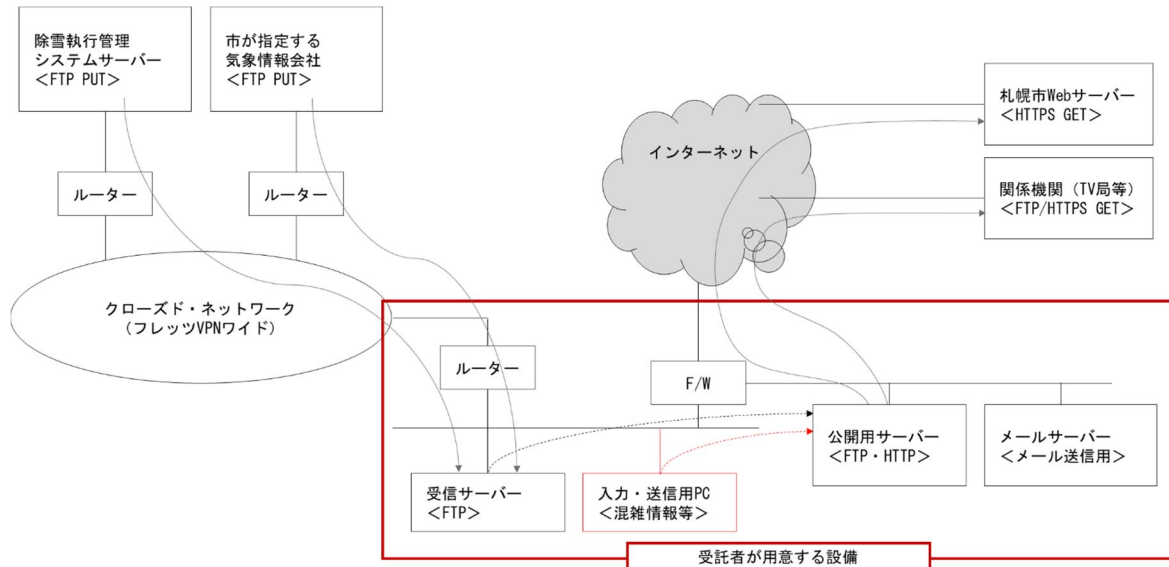 除雪執行管理
システムサーバー
<FTP PUT>
市が指定する
気象情報会社
<FTP PUT>
ルーター
ルーター
クローズド・ネットワーク
(フレッツVPNワイド)
インターネット
札幌市Webサーバー
<HTTPS GET>
関係機関（TV局等）
<FTP/HTTPS GET>
ルーター
F/W
受信サーバー
<FTP>
入力・送信用PC
<混雑情報等>
公開用サーバー
<FTP・HTTP>
メールサーバー
<メール送信用>
受託者が用意する設備